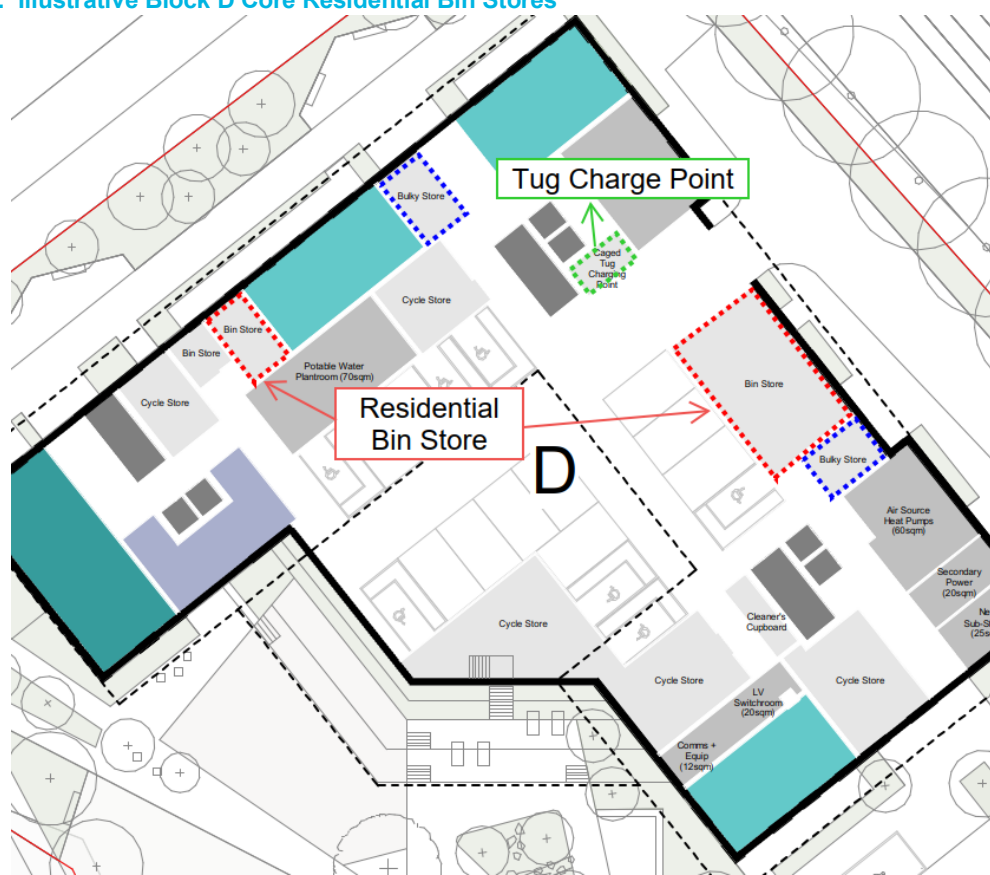 Illustrative Block D Core Residential Bin Stores
Tug Charge Point
Bulky Store
Caged
Tug
Charging
Point
Cycle Store
Bin Store
Bin Store
Potable Water
Plantroom (70sqm)
Cycle Store
Residential
Bin Store
Bin Store
D
Bulky Store
Air Source
Heat Pumps
(60sqm)
Secondary
Power
(20sqm)
Cleaner's
Cupboard
Cycle Store
Cycle Store
LV
Switchroom
(20sqm)
Cycle Store
Comms +
Equip
(12sqm)